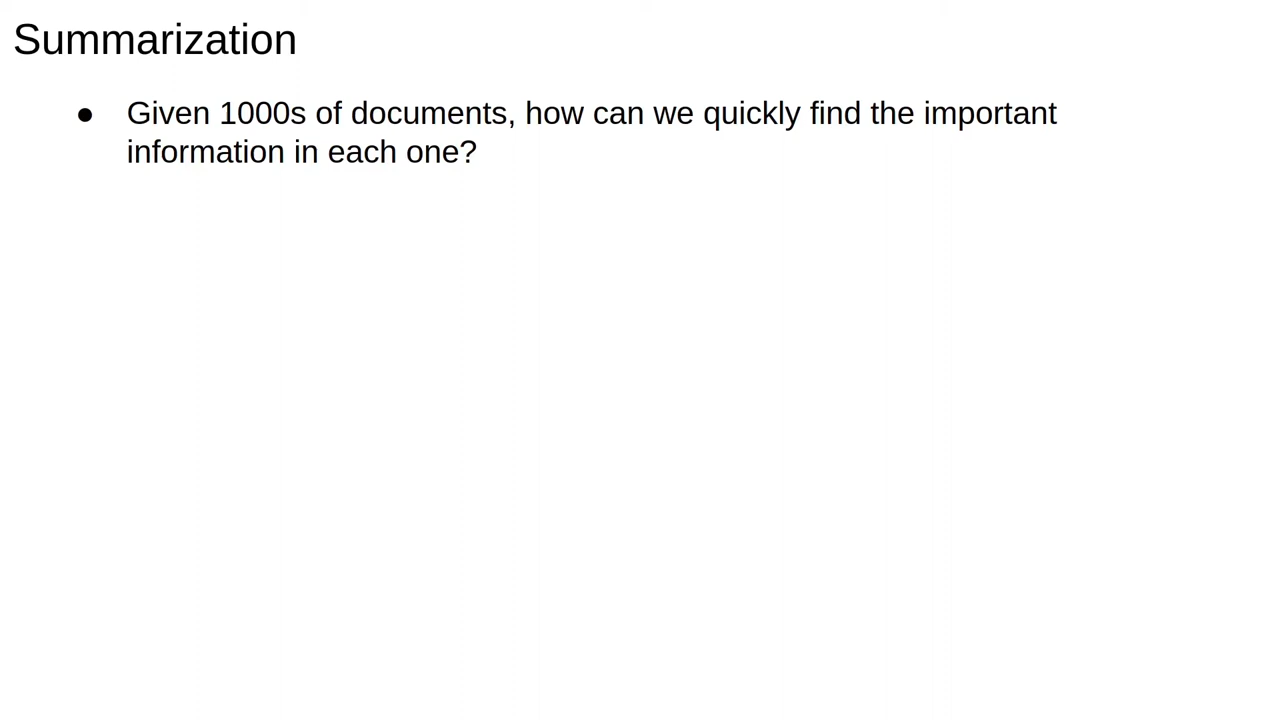 Summarization
● Given 1000s of documents, how can we quickly find the important
information in each one?